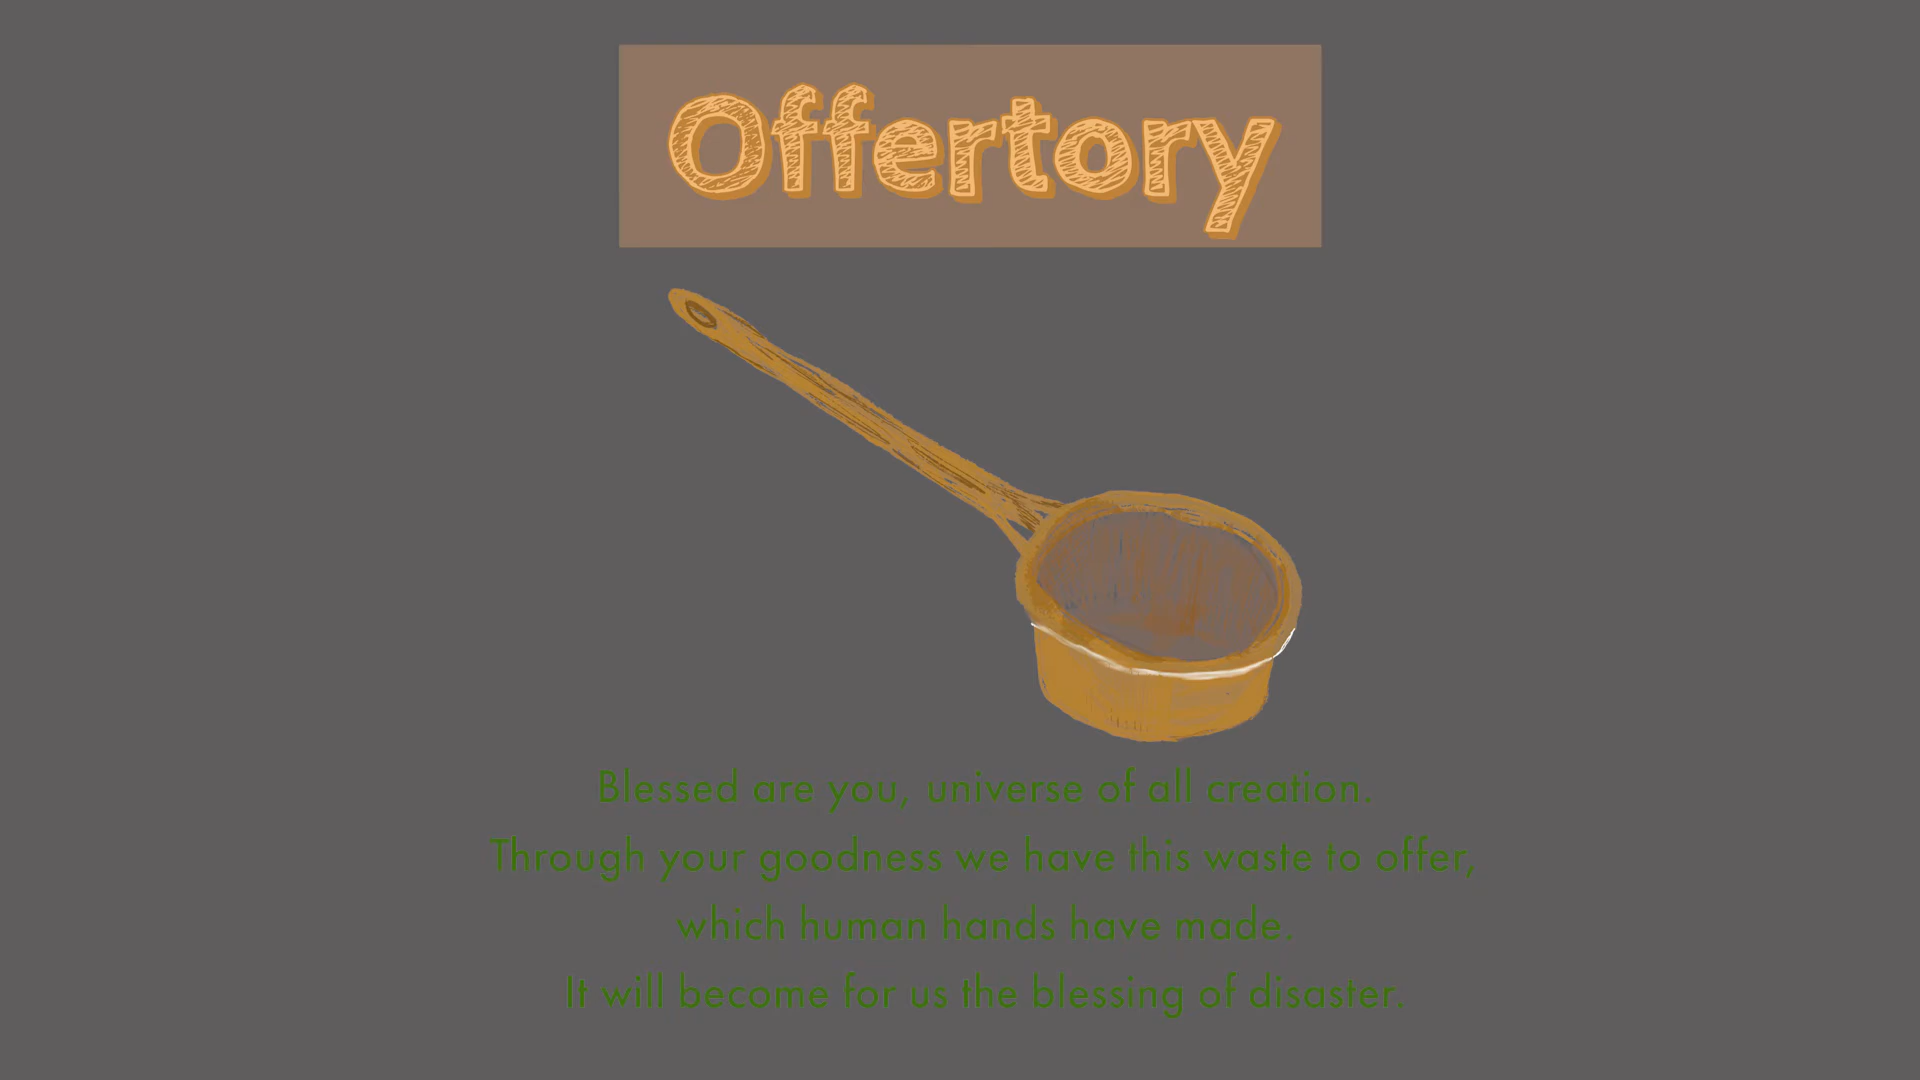 Offertory
Blessed are you, universe of all creation.
Through your goodness we have this waste to offer,
which human hands have made.
It will become for us the blessing of disaster.